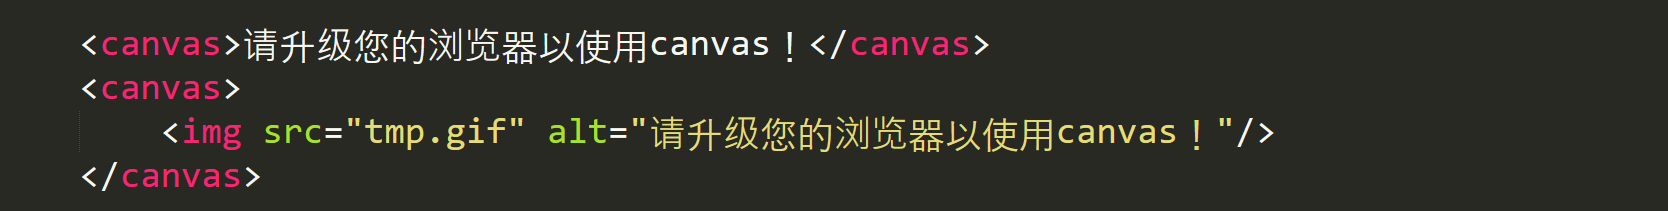 <canvas>请升级您的浏览器以使用canvas！</canvas>
<canvas>
    <img src="tmp.gif" alt="请升级您的浏览器以使用canvas！"/>
</canvas>